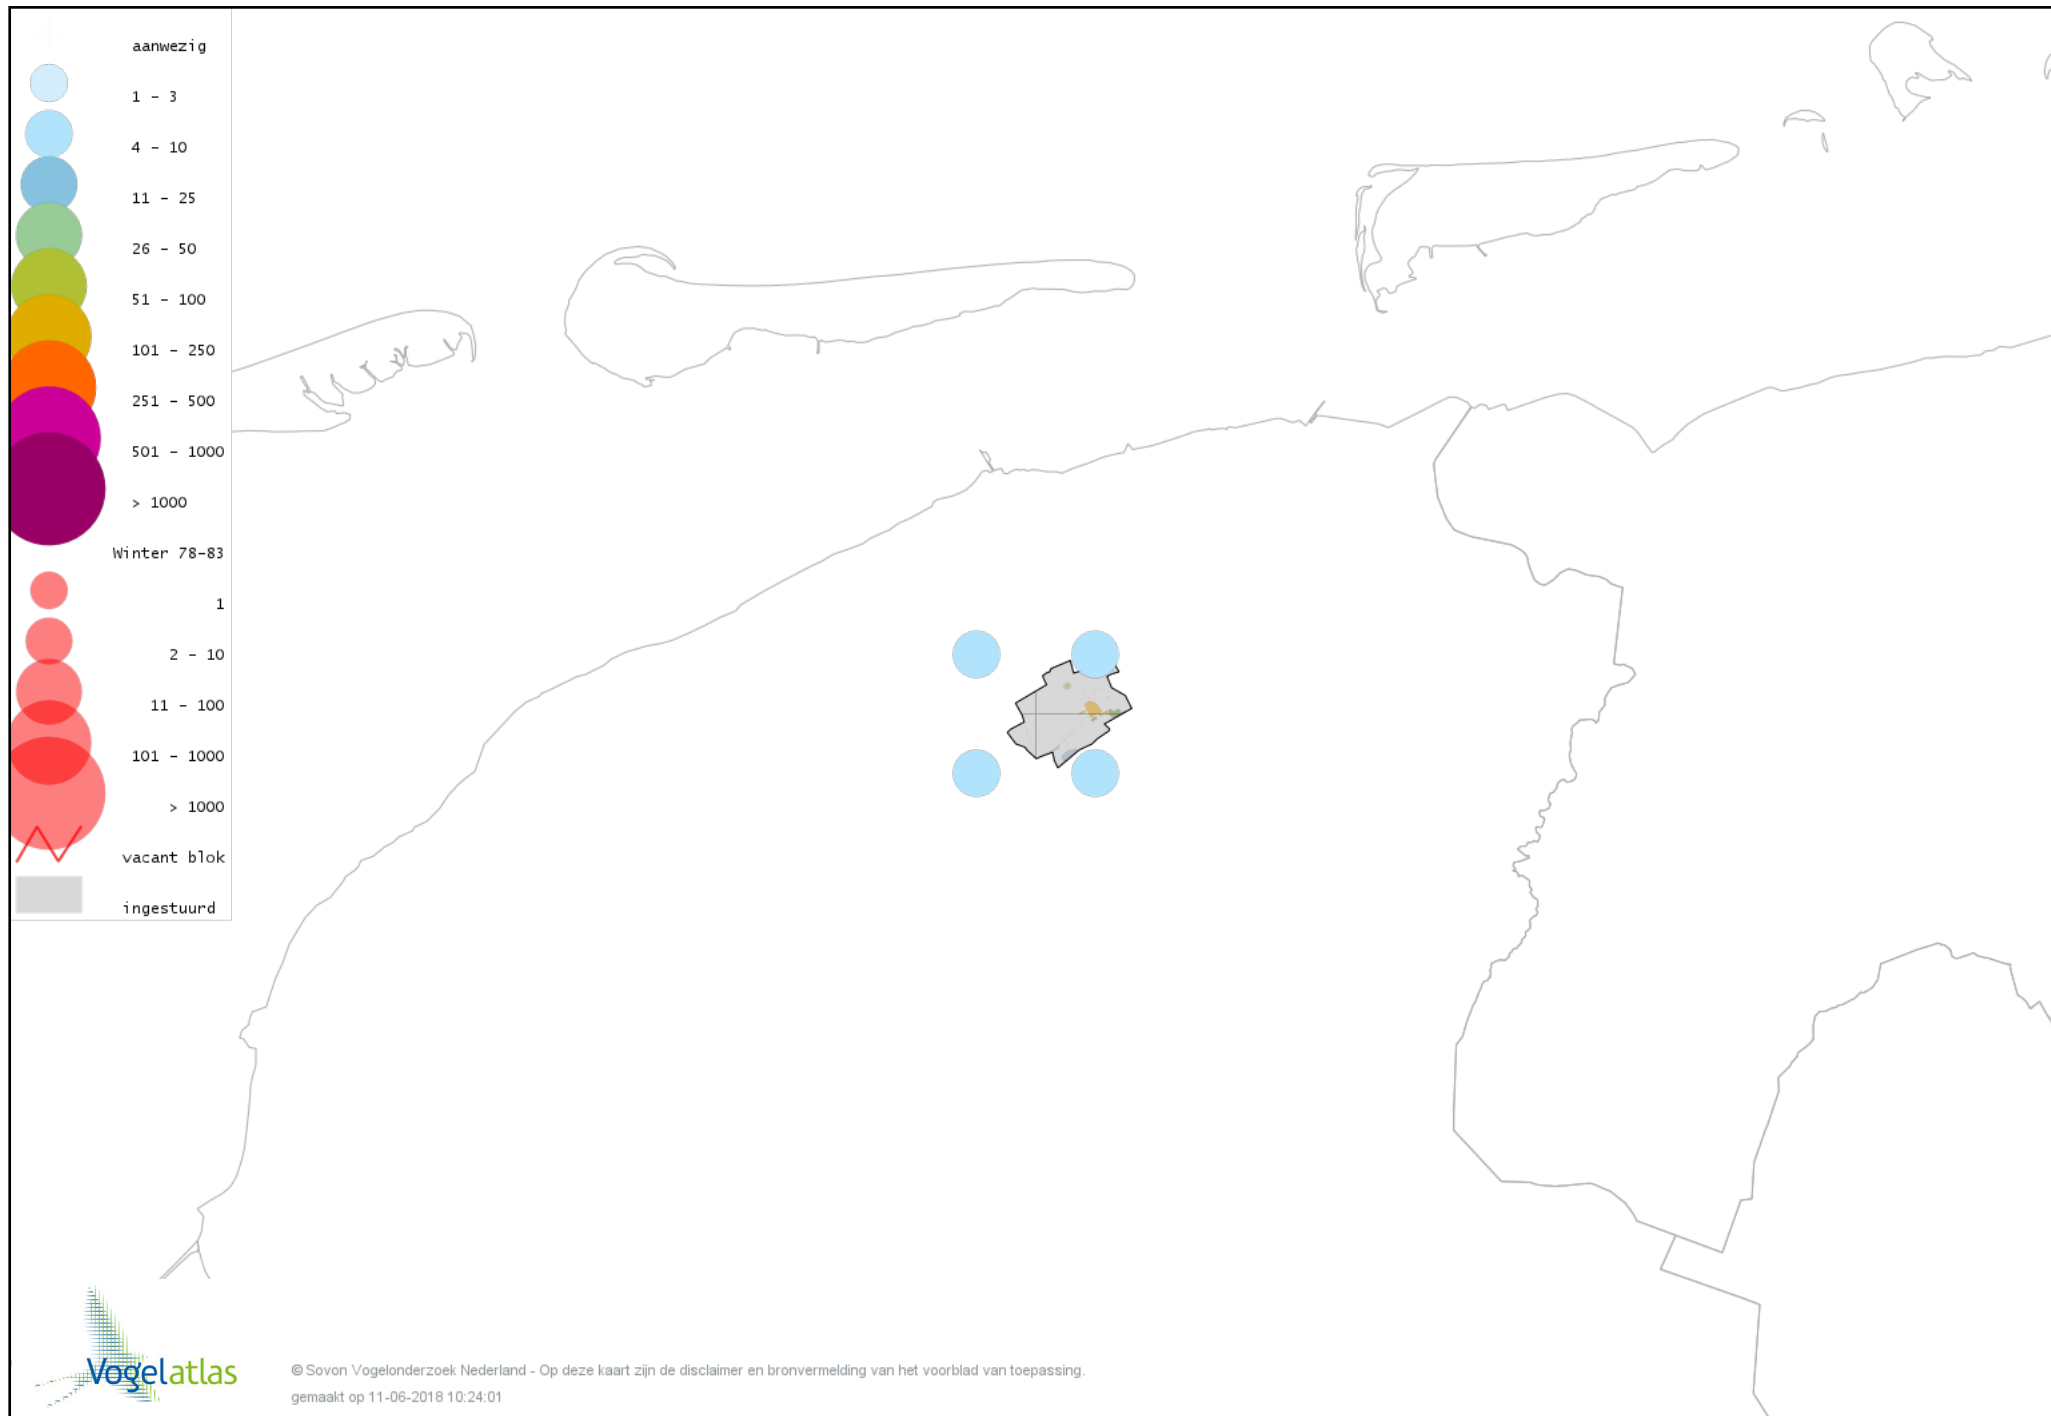 aanwezig
1 - 3
4 - 10
11 - 25
26 - 50
51 - 100
101 - 250
251 - 500
501 - 1000
> 1000
Winter 78-83
1
2 - 10
11 - 100
101 - 1000
> 1000
vacant blok
ingestuurd
Vogelatlas
© Sovon Vogelonderzoek Nederland - Op deze kaart zijn de disclaimer en bronvermelding van het voorblad van toepassing.
gemaakt op 11-06-2018 10:24:01